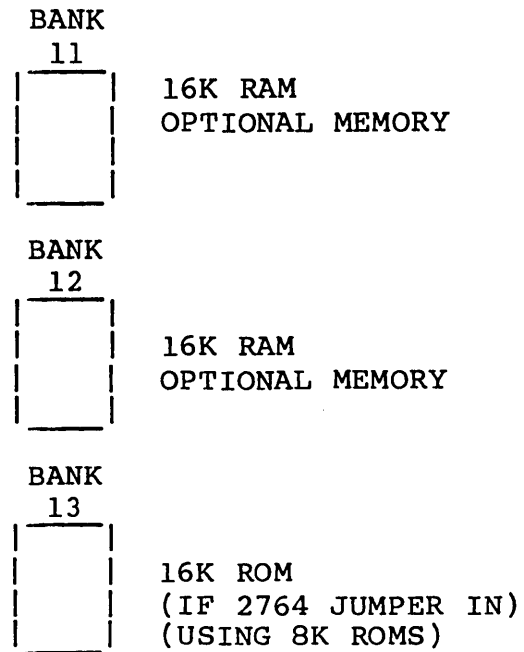 BANK
11
16K RAM
OPTIONAL MEMORY
BANK
12
16K RAM
OPTIONAL MEMORY
BANK
13
16K ROM
(IF 2764 JUMPER IN)
(USING 8K ROMS)